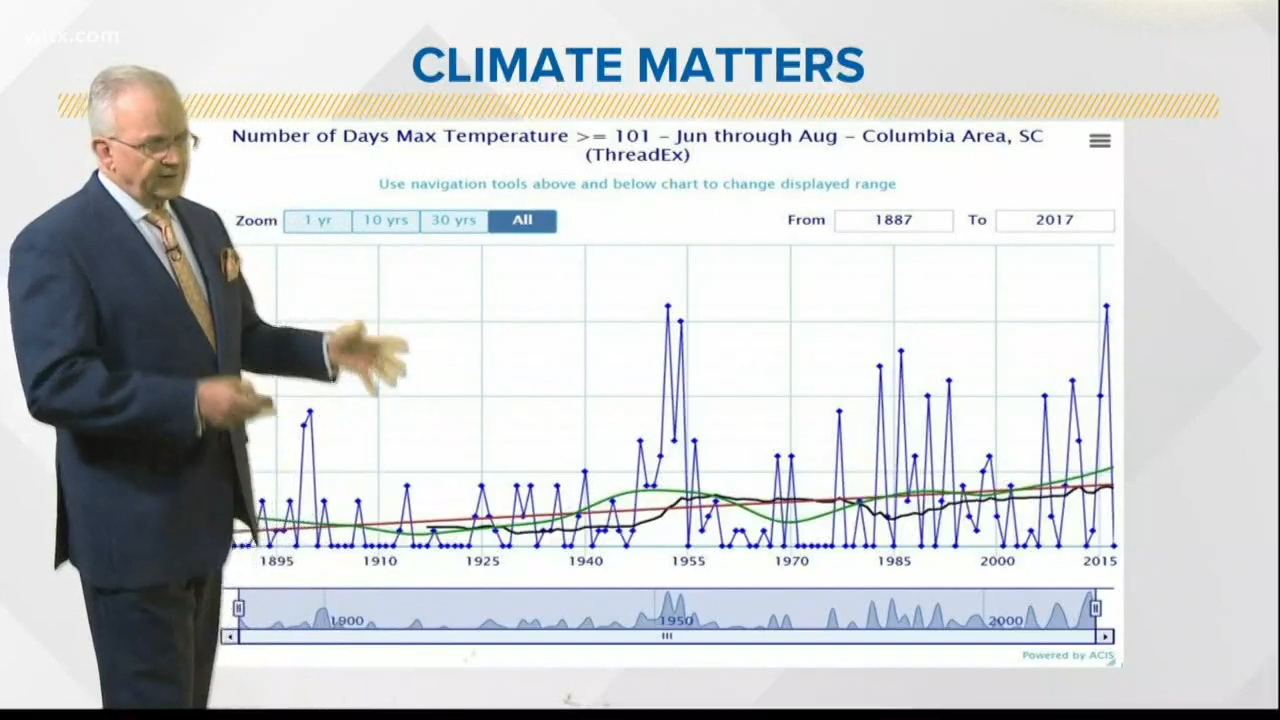 CLIMATE MATTERS
Number of Days Max Temperature >= 101 – Jun through Aug – Columbia Area, SC
(ThreadEx)
Use navigation tools above and below chart to change displayed range
Zoom 1 yr 10 yrs 30 yrs All From 1887 To 2017
1895 1910 1925 1940 1955 1970 1985 2000 2015
1900 1950 2000
Powered by ACIS